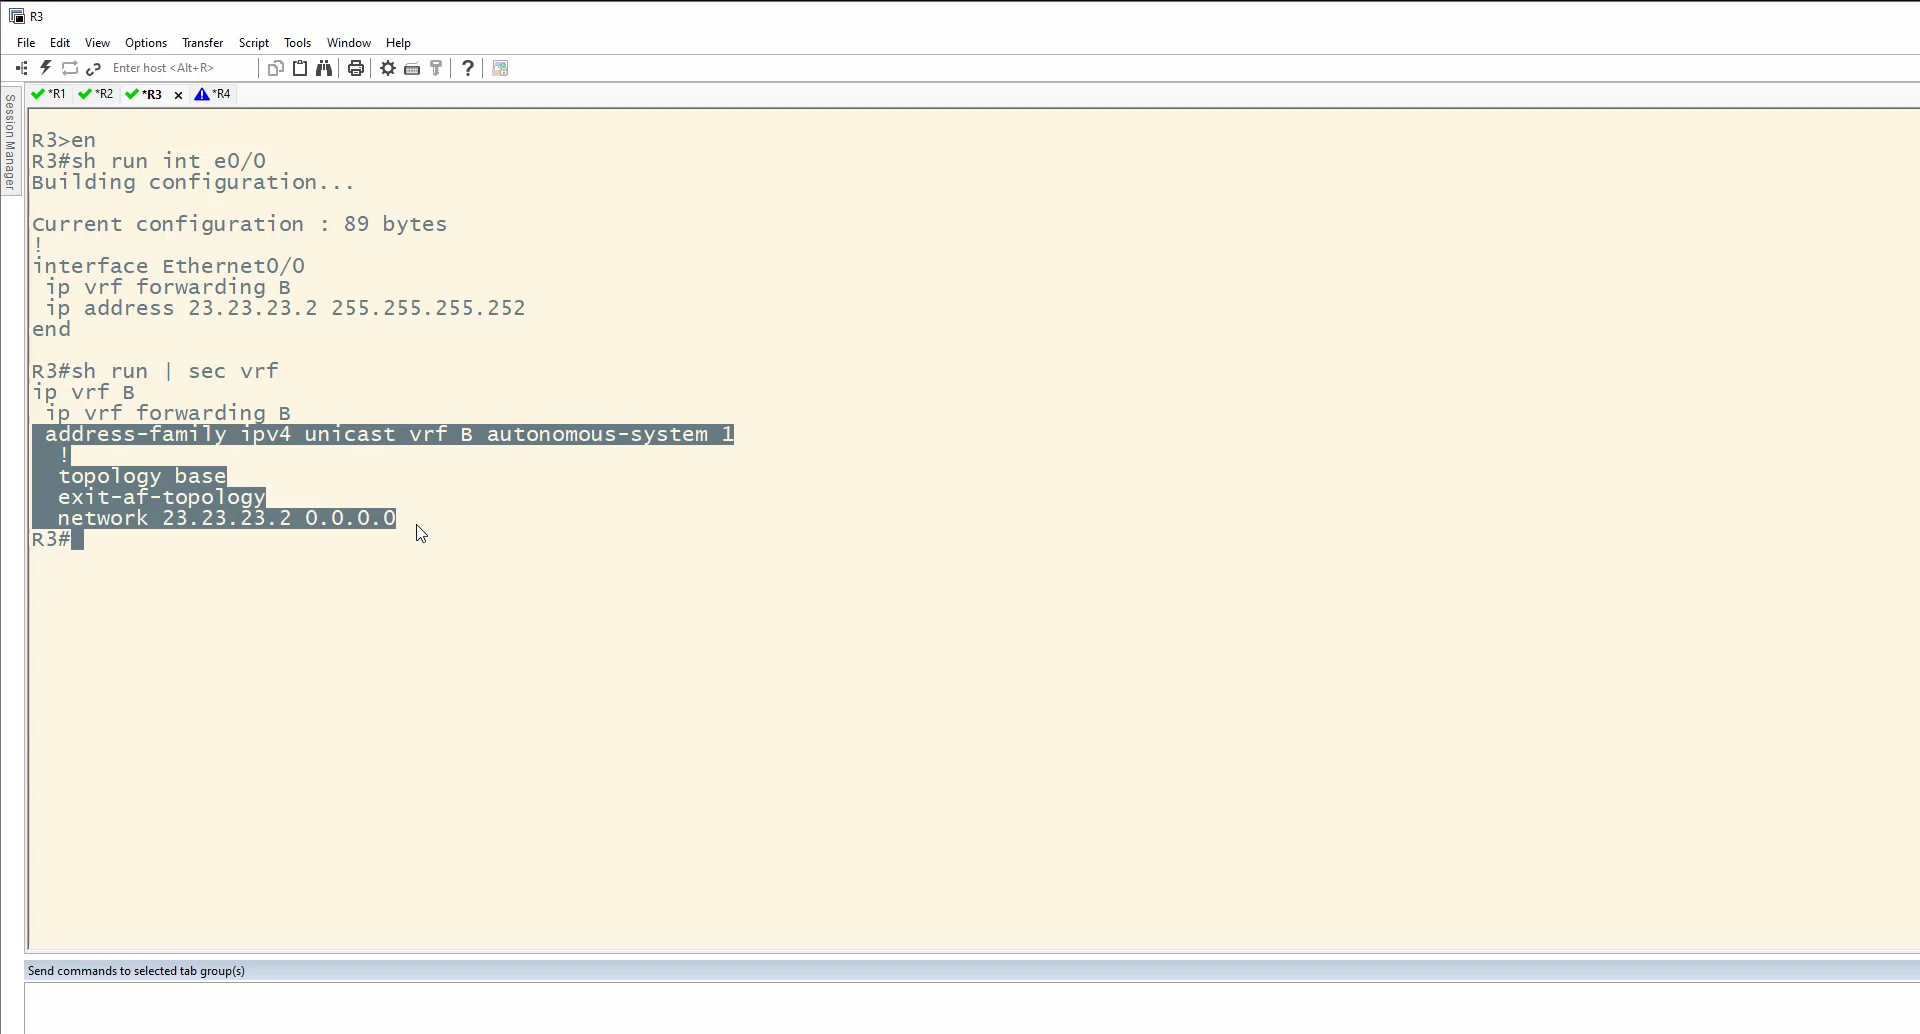 R3
File Edit View Options Transfer Script Tools Window Help
Enter host <Alt+R>
*R1 *R2 *R3 *R4
Session Manager
R3>en
R3#sh run int e0/0
Building configuration...
Current configuration : 89 bytes
!
interface Ethernet0/0
ip vrf forwarding B
ip address 23.23.23.2 255.255.255.252
end
R3#sh run | sec vrf
ip vrf B
ip vrf forwarding B
address-family ipv4 unicast vrf B autonomous-system 1
!
topology base
exit-af-topology
network 23.23.23.2 0.0.0.0
R3#
Send commands to selected tab group(s)